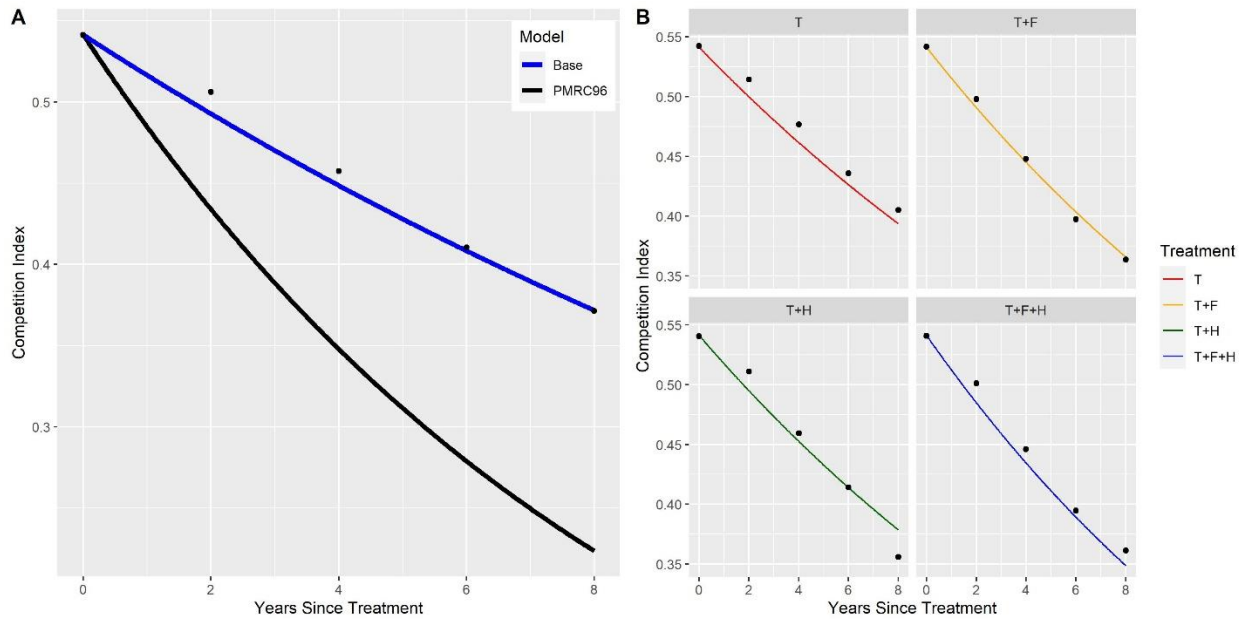 A
Model
Base
PMRC96
0.5
0.4
0.3
Competition Index
0
2
4
6
8
Years Since Treatment
B
T
T+F
0.55
0.50
0.45
0.40
0.35
T+H
T+F+H
0.55
0.50
0.45
0.40
0.35
Competition Index
0
2
4
6
8
0
2
4
6
8
Years Since Treatment
Treatment
T
T+F
T+H
T+F+H